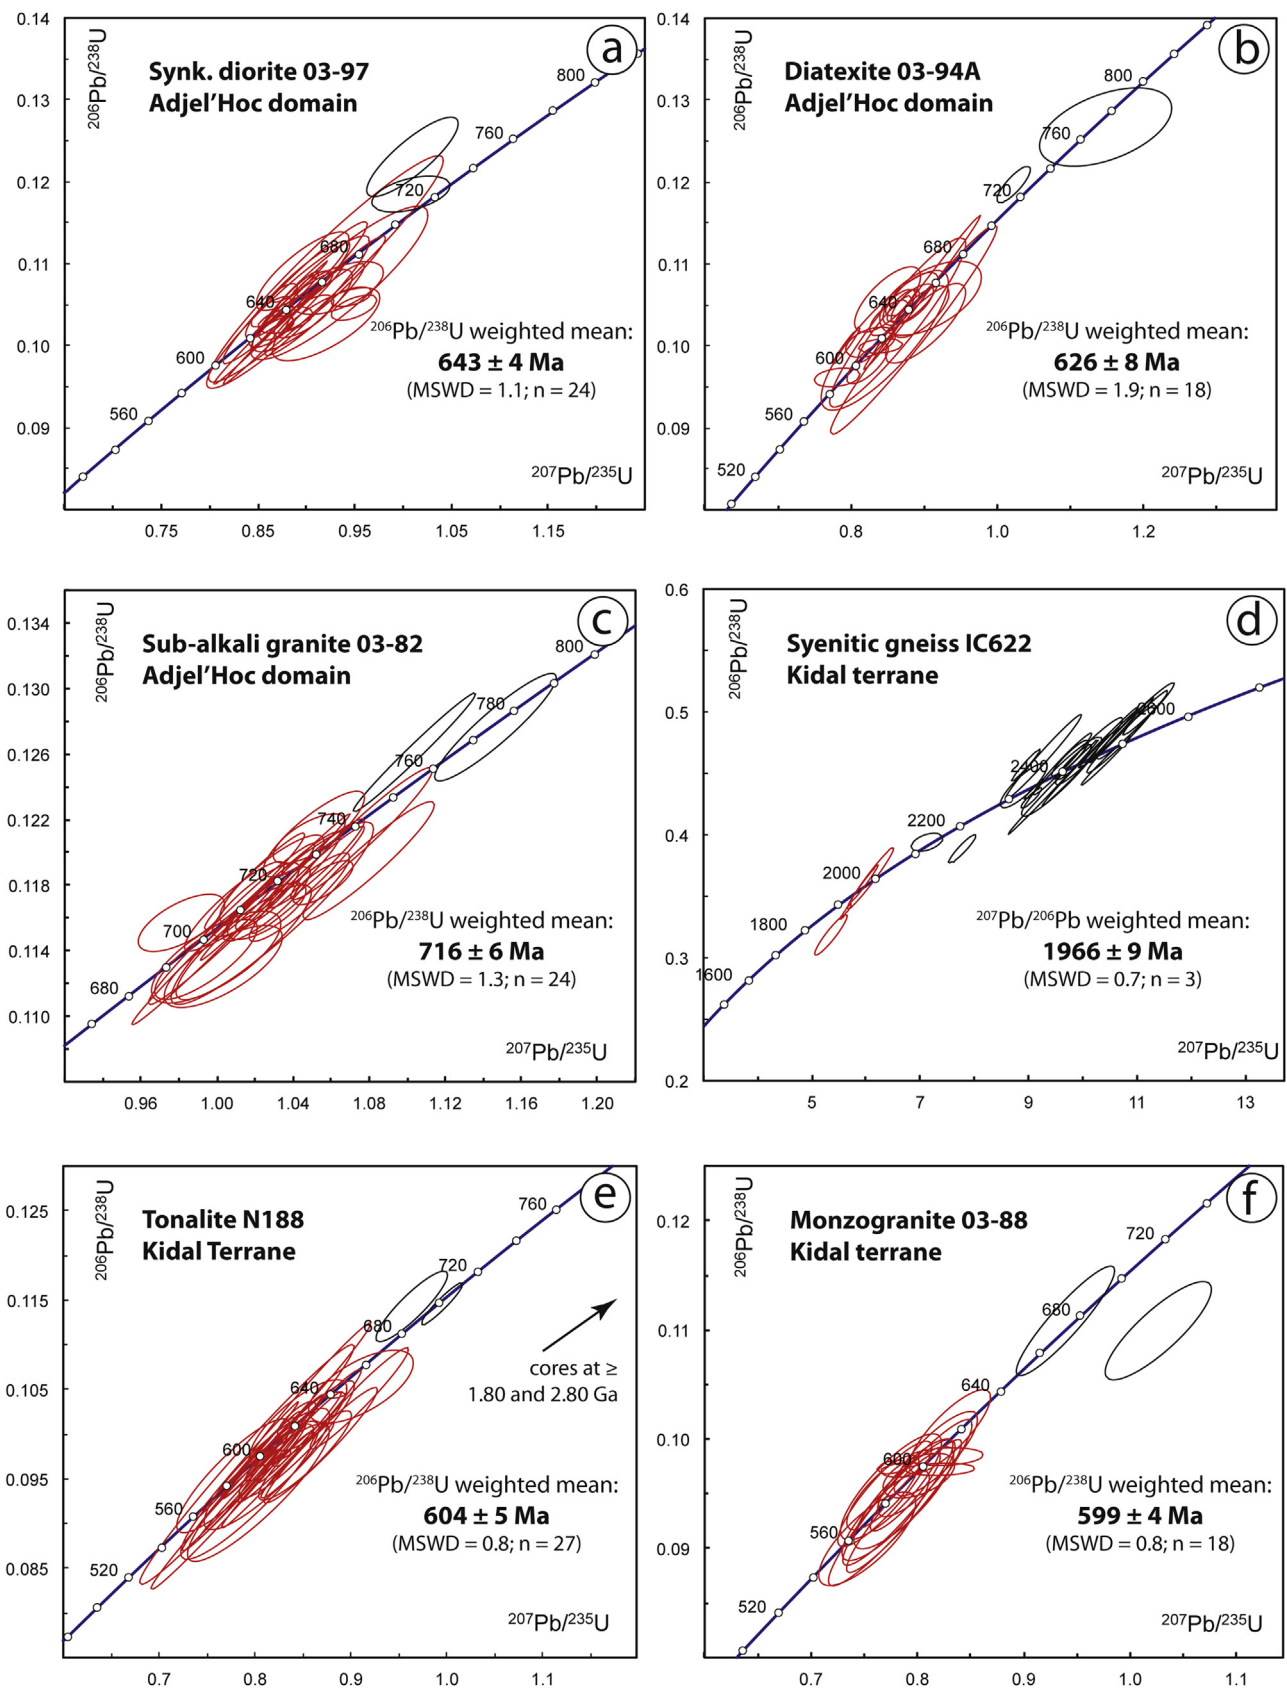 a
Synk. diorite 03-97
Adjel'Hoc domain
206Pb/238U
0.14
0.13
0.12
0.11
0.10
0.09
800
760
720
680
640
600
560
206Pb/238U weighted mean:
643 ± 4 Ma
(MSWD = 1.1; n = 24)
207Pb/235U
0.75 0.85 0.95 1.05 1.15
b
Diatexite 03-94A
Adjel'Hoc domain
206Pb/238U
0.14
0.13
0.12
0.11
0.10
0.09
800
760
720
680
640
600
560
520
206Pb/238U weighted mean:
626 ± 8 Ma
(MSWD = 1.9; n = 18)
207Pb/235U
0.8 1.0 1.2
c
Sub-alkali granite 03-82
Adjel'Hoc domain
206Pb/238U
0.134
0.130
0.126
0.122
0.118
0.114
0.110
800
780
760
740
720
700
680
206Pb/238U weighted mean:
716 ± 6 Ma
(MSWD = 1.3; n = 24)
207Pb/235U
0.96 1.00 1.04 1.08 1.12 1.16 1.20
d
Syenitic gneiss IC622
Kidal terrane
206Pb/238U
0.6
0.5
0.4
0.3
0.2
2600
2400
2200
2000
1800
1600
207Pb/206Pb weighted mean:
1966 ± 9 Ma
(MSWD = 0.7; n = 3)
207Pb/235U
5 7 9 11 13
e
Tonalite N188
Kidal Terrane
206Pb/238U
0.125
0.115
0.105
0.095
0.085
760
720
680
640
600
560
520
cores at ≥
1.80 and 2.80 Ga
206Pb/238U weighted mean:
604 ± 5 Ma
(MSWD = 0.8; n = 27)
207Pb/235U
0.7 0.8 0.9 1.0 1.1
f
Monzogranite 03-88
Kidal terrane
206Pb/238U
0.12
0.11
0.10
0.09
720
680
640
600
560
520
206Pb/238U weighted mean:
599 ± 4 Ma
(MSWD = 0.8; n = 18)
207Pb/235U
0.7 0.8 0.9 1.0 1.1